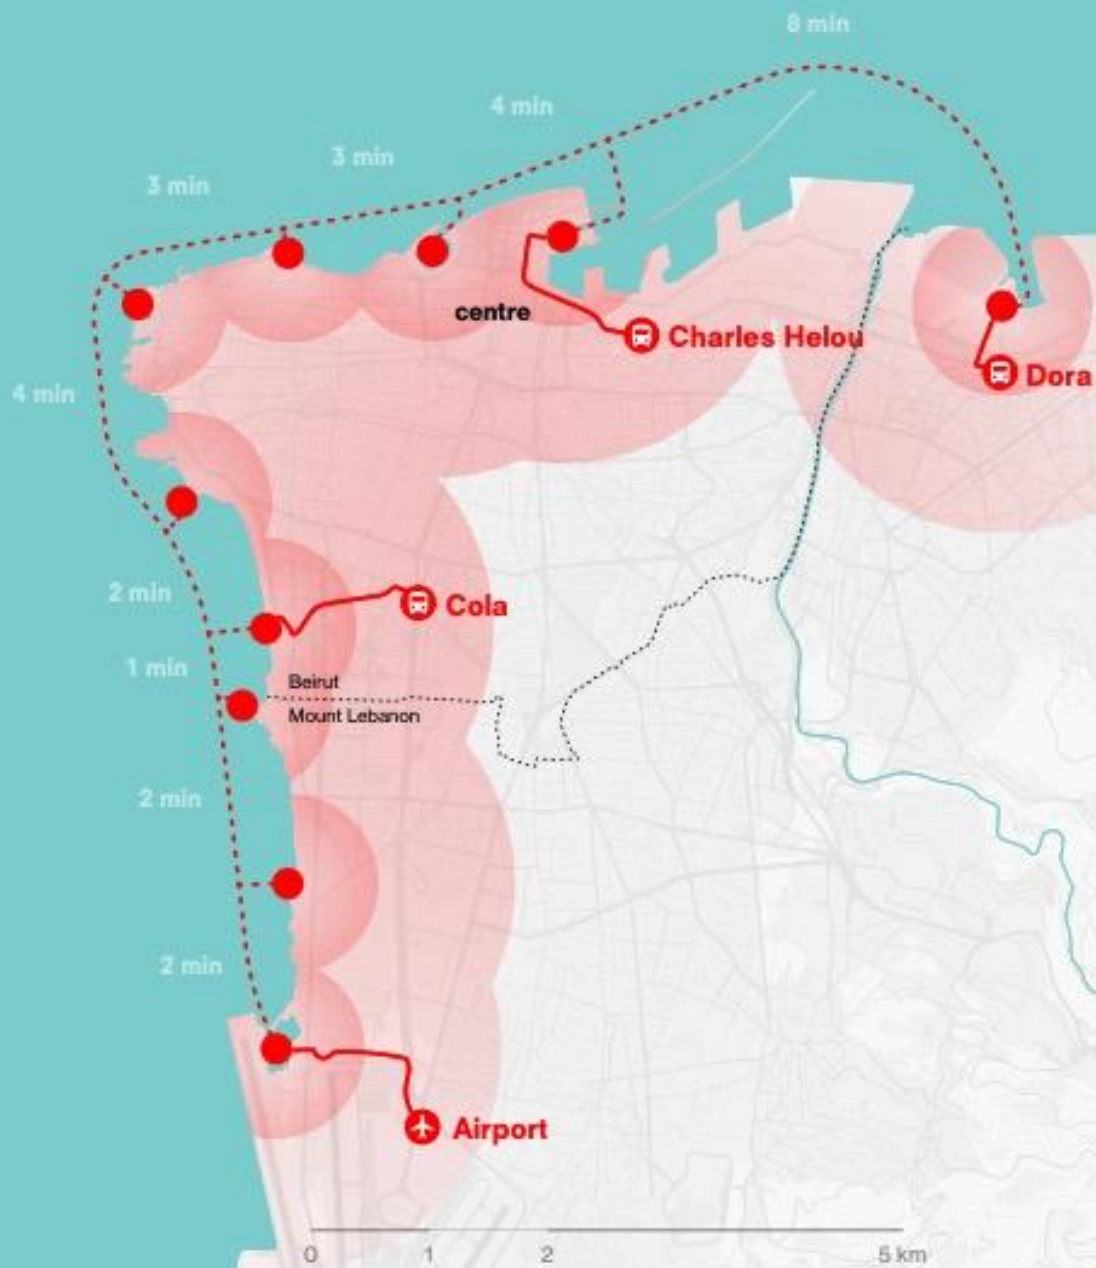 8 min
4 min
3 min
3 min
centre
Charles Helou
Dora
4 min
2 min
Cola
1 min
Beirut
Mount Lebanon
2 min
2 min
Airport
0 1 2 5 km